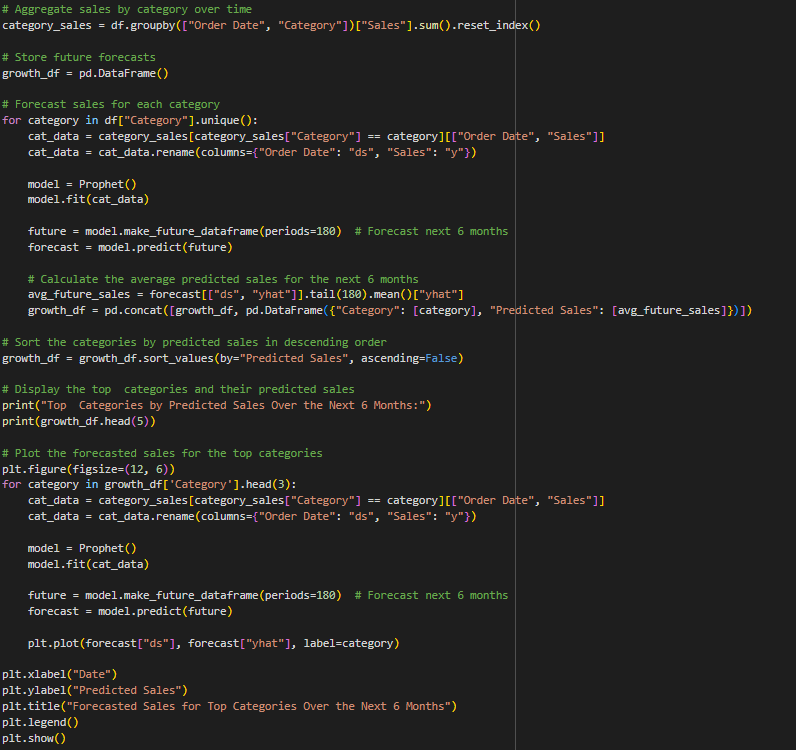 # Aggregate sales by category over time
category_sales = df.groupby(["Order Date", "Category"])["Sales"].sum().reset_index()

# Store future forecasts
growth_df = pd.DataFrame()

# Forecast sales for each category
for category in df["Category"].unique():
    cat_data = category_sales[category_sales["Category"] == category][["Order Date", "Sales"]]
    cat_data = cat_data.rename(columns={"Order Date": "ds", "Sales": "y"})

    model = Prophet()
    model.fit(cat_data)

    future = model.make_future_dataframe(periods=180)  # Forecast next 6 months
    forecast = model.predict(future)

    # Calculate the average predicted sales for the next 6 months
    avg_future_sales = forecast[["ds", "yhat"]].tail(180).mean()["yhat"]
    growth_df = pd.concat([growth_df, pd.DataFrame({"Category": [category], "Predicted Sales": [avg_future_sales]})])

# Sort the categories by predicted sales in descending order
growth_df = growth_df.sort_values(by="Predicted Sales", ascending=False)

# Display the top  categories and their predicted sales
print("Top  Categories by Predicted Sales Over the Next 6 Months:")
print(growth_df.head(5))

# Plot the forecasted sales for the top categories
plt.figure(figsize=(12, 6))
for category in growth_df['Category'].head(3):
    cat_data = category_sales[category_sales["Category"] == category][["Order Date", "Sales"]]
    cat_data = cat_data.rename(columns={"Order Date": "ds", "Sales": "y"})

    model = Prophet()
    model.fit(cat_data)

    future = model.make_future_dataframe(periods=180)  # Forecast next 6 months
    forecast = model.predict(future)

    plt.plot(forecast["ds"], forecast["yhat"], label=category)

plt.xlabel("Date")
plt.ylabel("Predicted Sales")
plt.title("Forecasted Sales for Top Categories Over the Next 6 Months")
plt.legend()
plt.show()